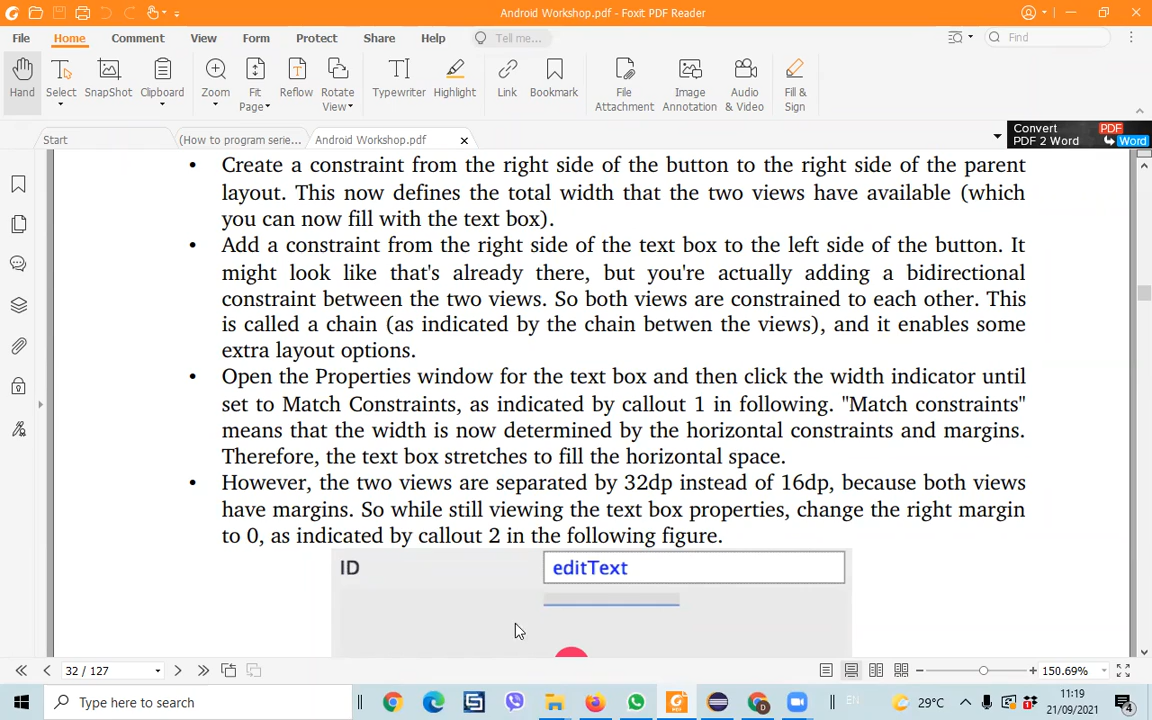 Android Workshop.pdf - Foxit PDF Reader
File Home Comment View Form Protect Share Help Tell me... Find
Hand Select SnapShot Clipboard Zoom Fit Page Reflow Rotate View Typewriter Highlight Link Bookmark File Attachment Image Annotation Audio & Video Fill & Sign
Start (How to program serie... Android Workshop.pdf Convert PDF 2 Word PDF Word
• Create a constraint from the right side of the button to the right side of the parent
layout. This now defines the total width that the two views have available (which
you can now fill with the text box).
• Add a constraint from the right side of the text box to the left side of the button. It
might look like that's already there, but you're actually adding a bidirectional
constraint between the two views. So both views are constrained to each other. This
is called a chain (as indicated by the chain betwen the views), and it enables some
extra layout options.
• Open the Properties window for the text box and then click the width indicator until
set to Match Constraints, as indicated by callout 1 in following. "Match constraints"
means that the width is now determined by the horizontal constraints and margins.
Therefore, the text box stretches to fill the horizontal space.
• However, the two views are separated by 32dp instead of 16dp, because both views
have margins. So while still viewing the text box properties, change the right margin
to 0, as indicated by callout 2 in the following figure.
ID editText
32 / 127 150.69%
Type here to search EN 29°C 11:19
21/09/2021 4